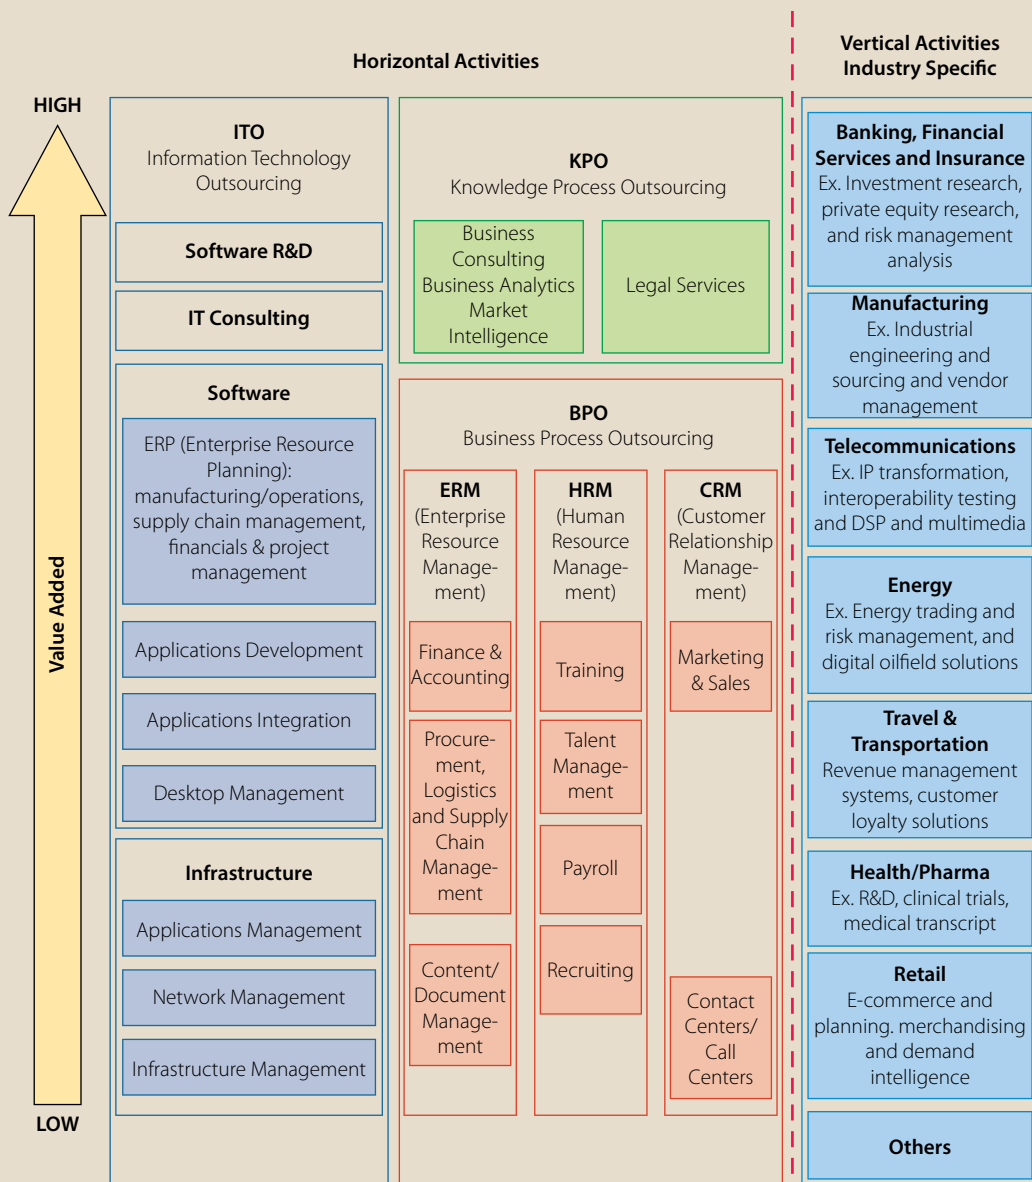 Horizontal Activities
Vertical Activities
Industry Specific
HIGH
Value Added
LOW
ITO
Information Technology
Outsourcing
Software R&D
IT Consulting
Software
ERP (Enterprise Resource
Planning):
manufacturing/operations,
supply chain management,
financials & project
management
Applications Development
Applications Integration
Desktop Management
Infrastructure
Applications Management
Network Management
Infrastructure Management
KPO
Knowledge Process Outsourcing
Business
Consulting
Business Analytics
Market
Intelligence
Legal Services
BPO
Business Process Outsourcing
ERM
(Enterprise
Resource
Manage-
ment)
Finance &
Accounting
Procure-
ment,
Logistics
and Supply
Chain
Manage-
ment
Content/
Document
Manage-
ment
HRM
(Human
Resource
Manage-
ment)
Training
Talent
Manage-
ment
Payroll
Recruiting
CRM
(Customer
Relationship
Manage-
ment)
Marketing
& Sales
Contact
Centers/
Call
Centers
Banking, Financial
Services and Insurance
Ex. Investment research,
private equity research,
and risk management
analysis
Manufacturing
Ex. Industrial
engineering and
sourcing and vendor
management
Telecommunications
Ex. IP transformation,
interoperability testing
and DSP and multimedia
Energy
Ex. Energy trading and
risk management, and
digital oilfield solutions
Travel &
Transportation
Revenue management
systems, customer
loyalty solutions
Health/Pharma
Ex. R&D, clinical trials,
medical transcript
Retail
E-commerce and
planning. merchandising
and demand
intelligence
Others